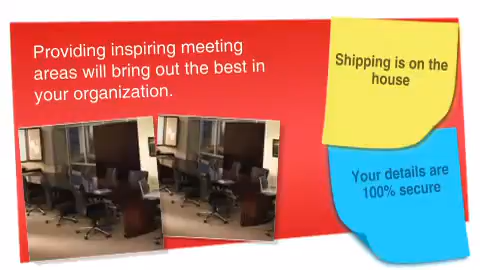 Providing inspiring meeting
areas will bring out the best in
your organization.
Shipping is on the
house
Your details are
100% secure